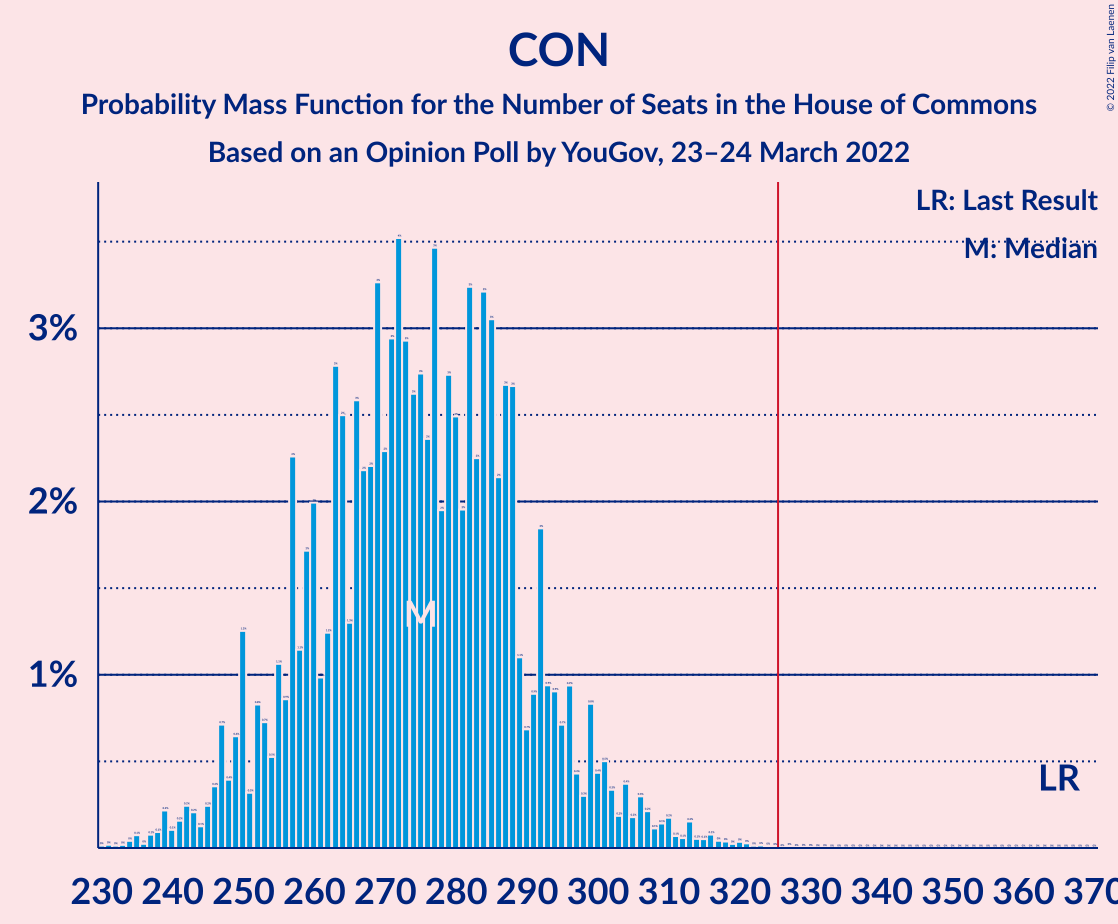 CON
Probability Mass Function for the Number of Seats in the House of Commons
Based on an Opinion Poll by YouGov, 23–24 March 2022
© 2022 Filip van Laenen
LR: Last Result
M: Median
3%
2%
1%
M
LR
230 240 250 260 270 280 290 300 310 320 330 340 350 360 370